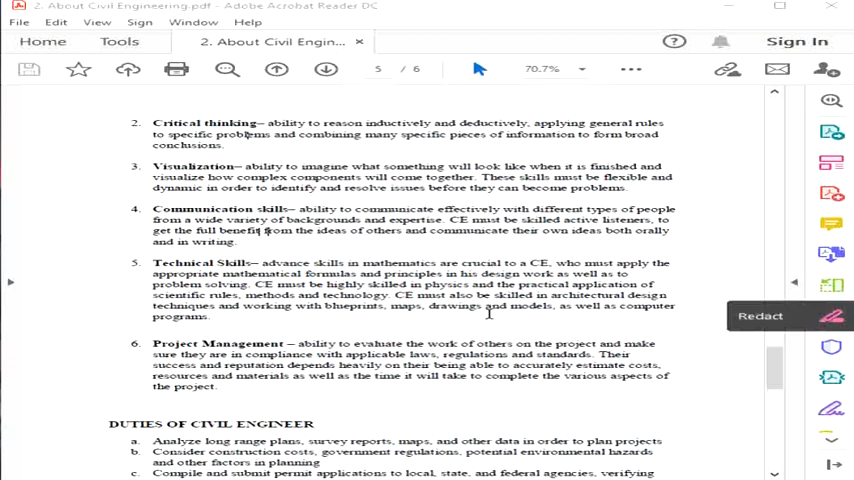 2. About Civil Engineering.pdf - Adobe Acrobat Reader DC
File Edit View Sign Window Help
Home Tools 2. About Civil Engin... × Sign In
5 / 6 70.7%
2. Critical thinking– ability to reason inductively and deductively, applying general rules
to specific problems and combining many specific pieces of information to form broad
conclusions.
3. Visualization– ability to imagine what something will look like when it is finished and
visualize how complex components will come together. These skills must be flexible and
dynamic in order to identify and resolve issues before they can become problems.
4. Communication skills– ability to communicate effectively with different types of people
from a wide variety of backgrounds and expertise. CE must be skilled active listeners, to
get the full benefit from the ideas of others and communicate their own ideas both orally
and in writing.
5. Technical Skills– advance skills in mathematics are crucial to a CE, who must apply the
appropriate mathematical formulas and principles in his design work as well as to
problem solving. CE must be highly skilled in physics and the practical application of
scientific rules, methods and technology. CE must also be skilled in architectural design
techniques and working with blueprints, maps, drawings and models, as well as computer
programs.
Redact
6. Project Management – ability to evaluate the work of others on the project and make
sure they are in compliance with applicable laws, regulations and standards. Their
success and reputation depends heavily on their being able to accurately estimate costs,
resources and materials as well as the time it will take to complete the various aspects of
the project.
DUTIES OF CIVIL ENGINEER
a. Analyze long range plans, survey reports, maps, and other data in order to plan projects
b. Consider construction costs, government regulations, potential environmental hazards
and other factors in planning
c. Compile and submit permit applications to local, state, and federal agencies, verifying